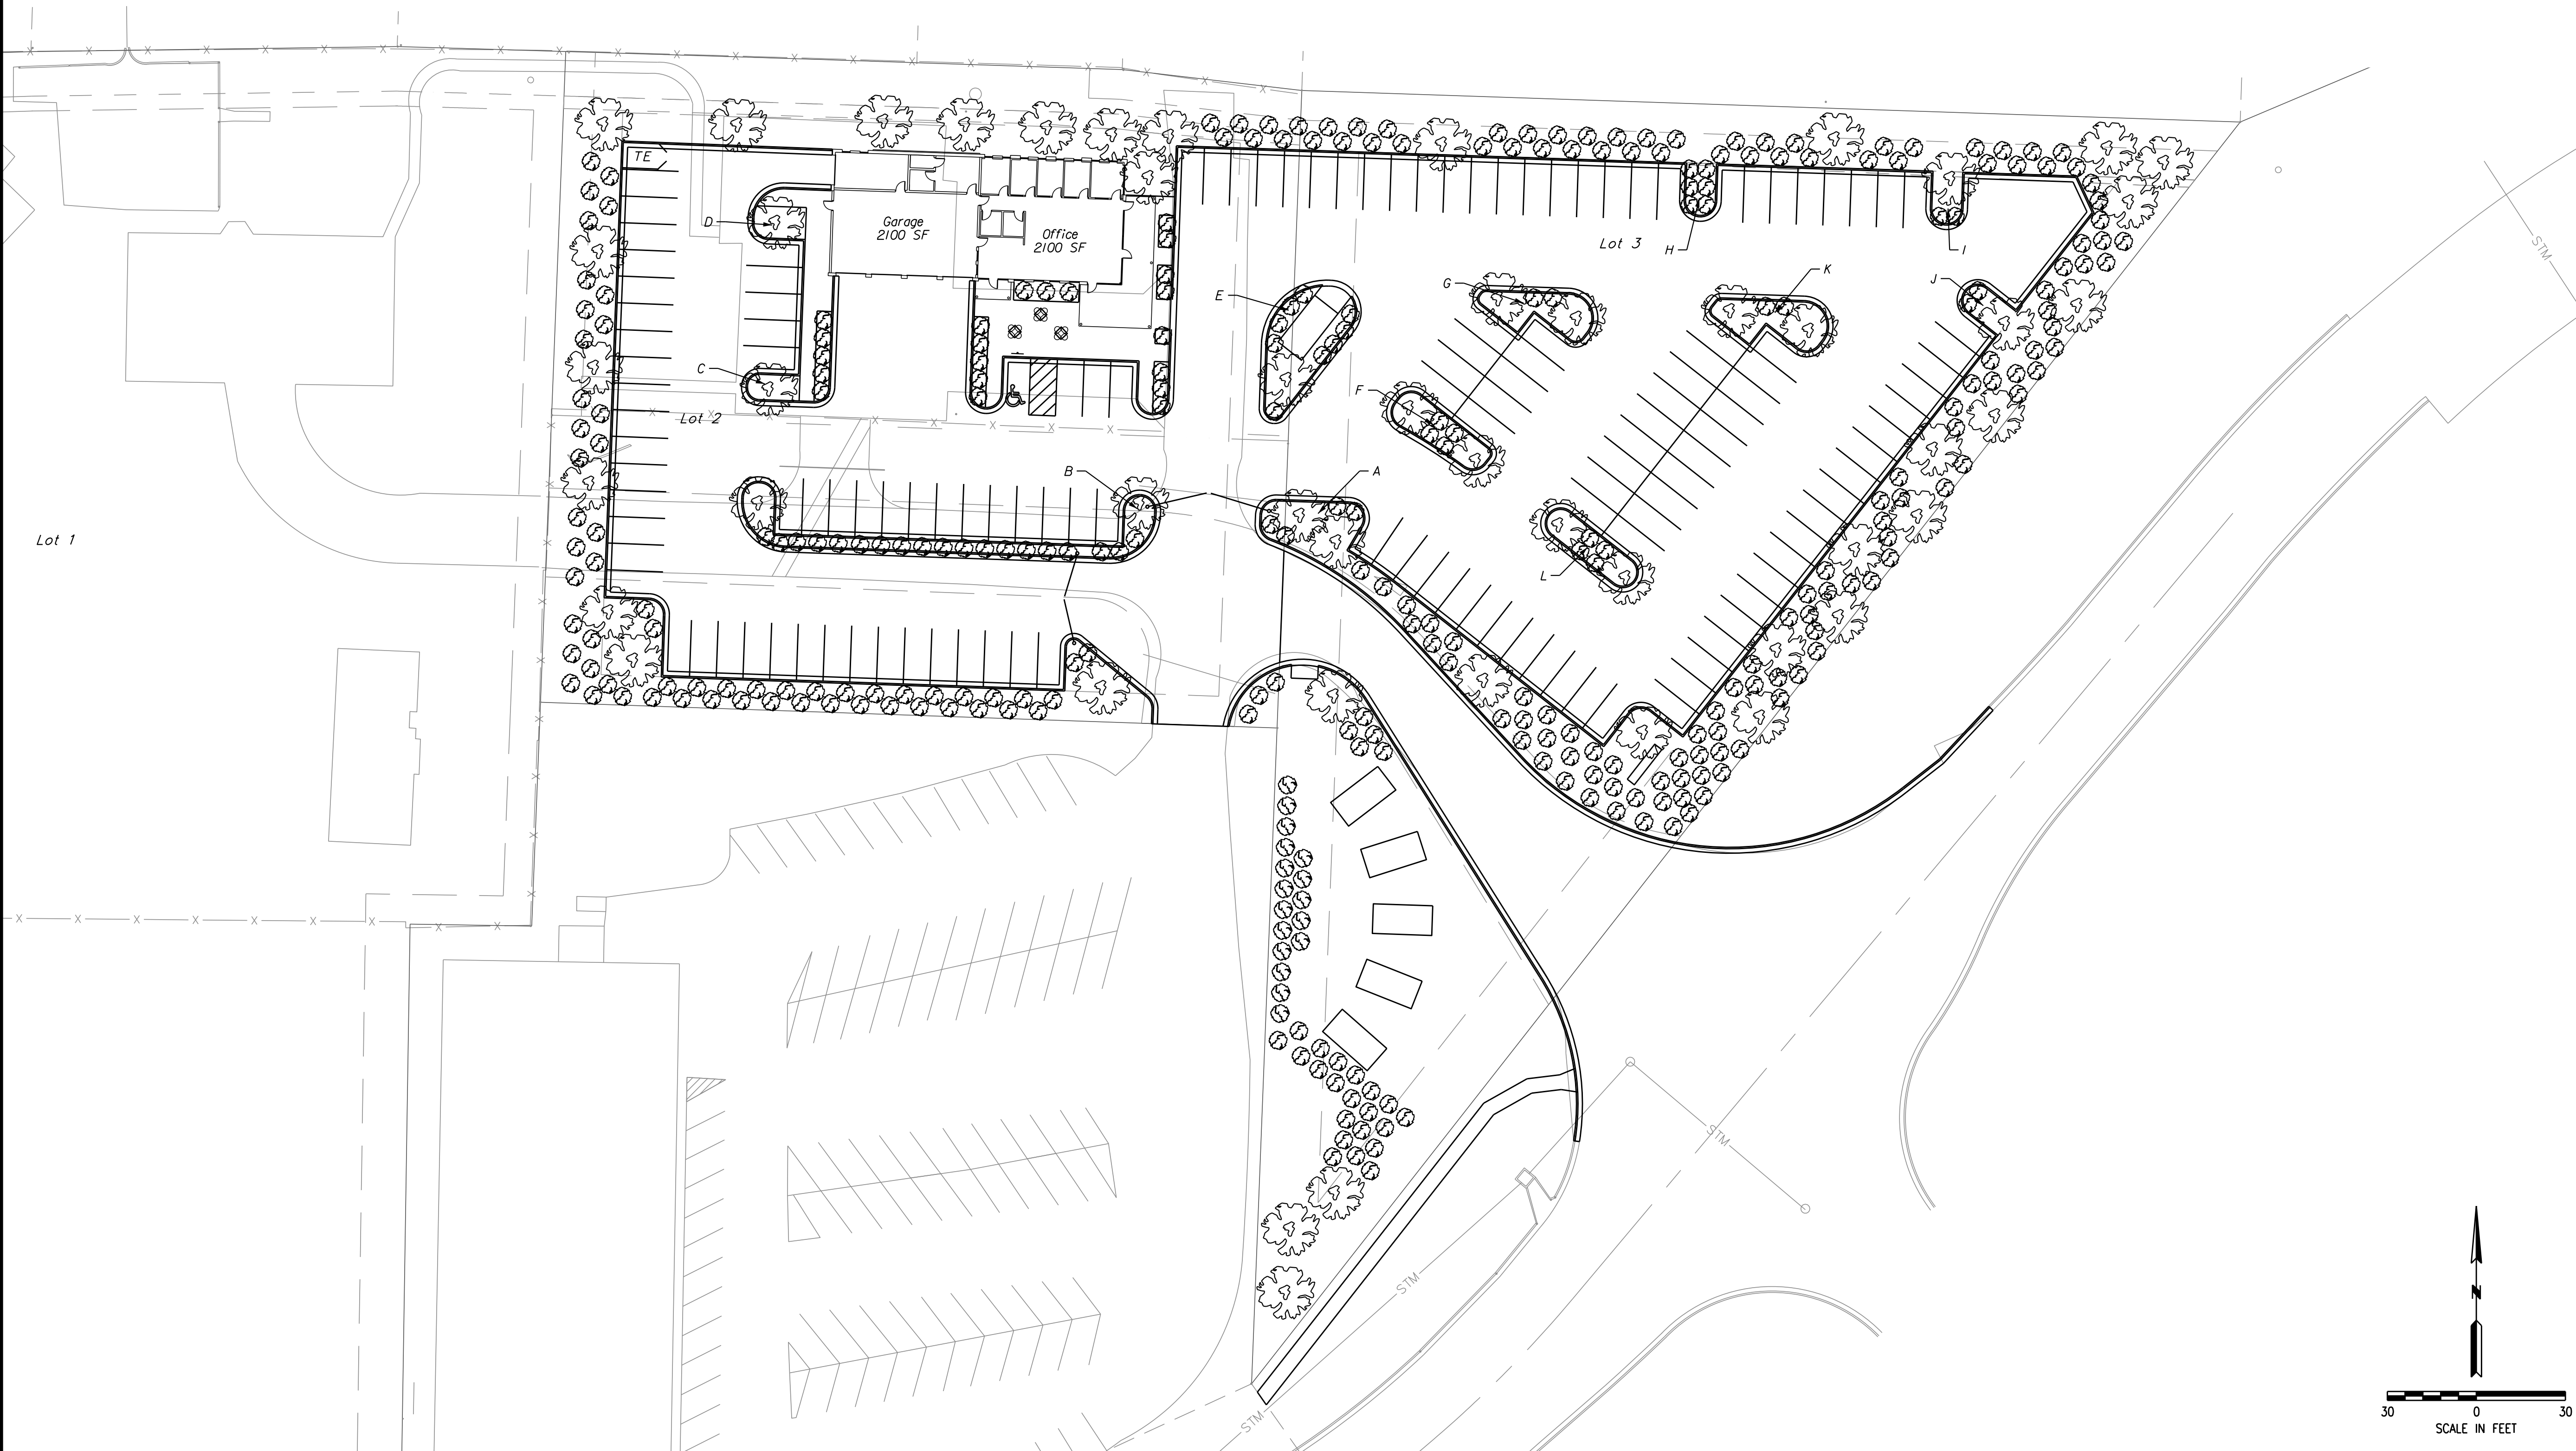 TE
D
Garage
2100 SF
Office
2100 SF
Lot 3
H
I
STM
E
G
K
J
C
F
Lot 2
B
A
Lot 1
L
STM
STM
STM
N
30 0 30
SCALE IN FEET